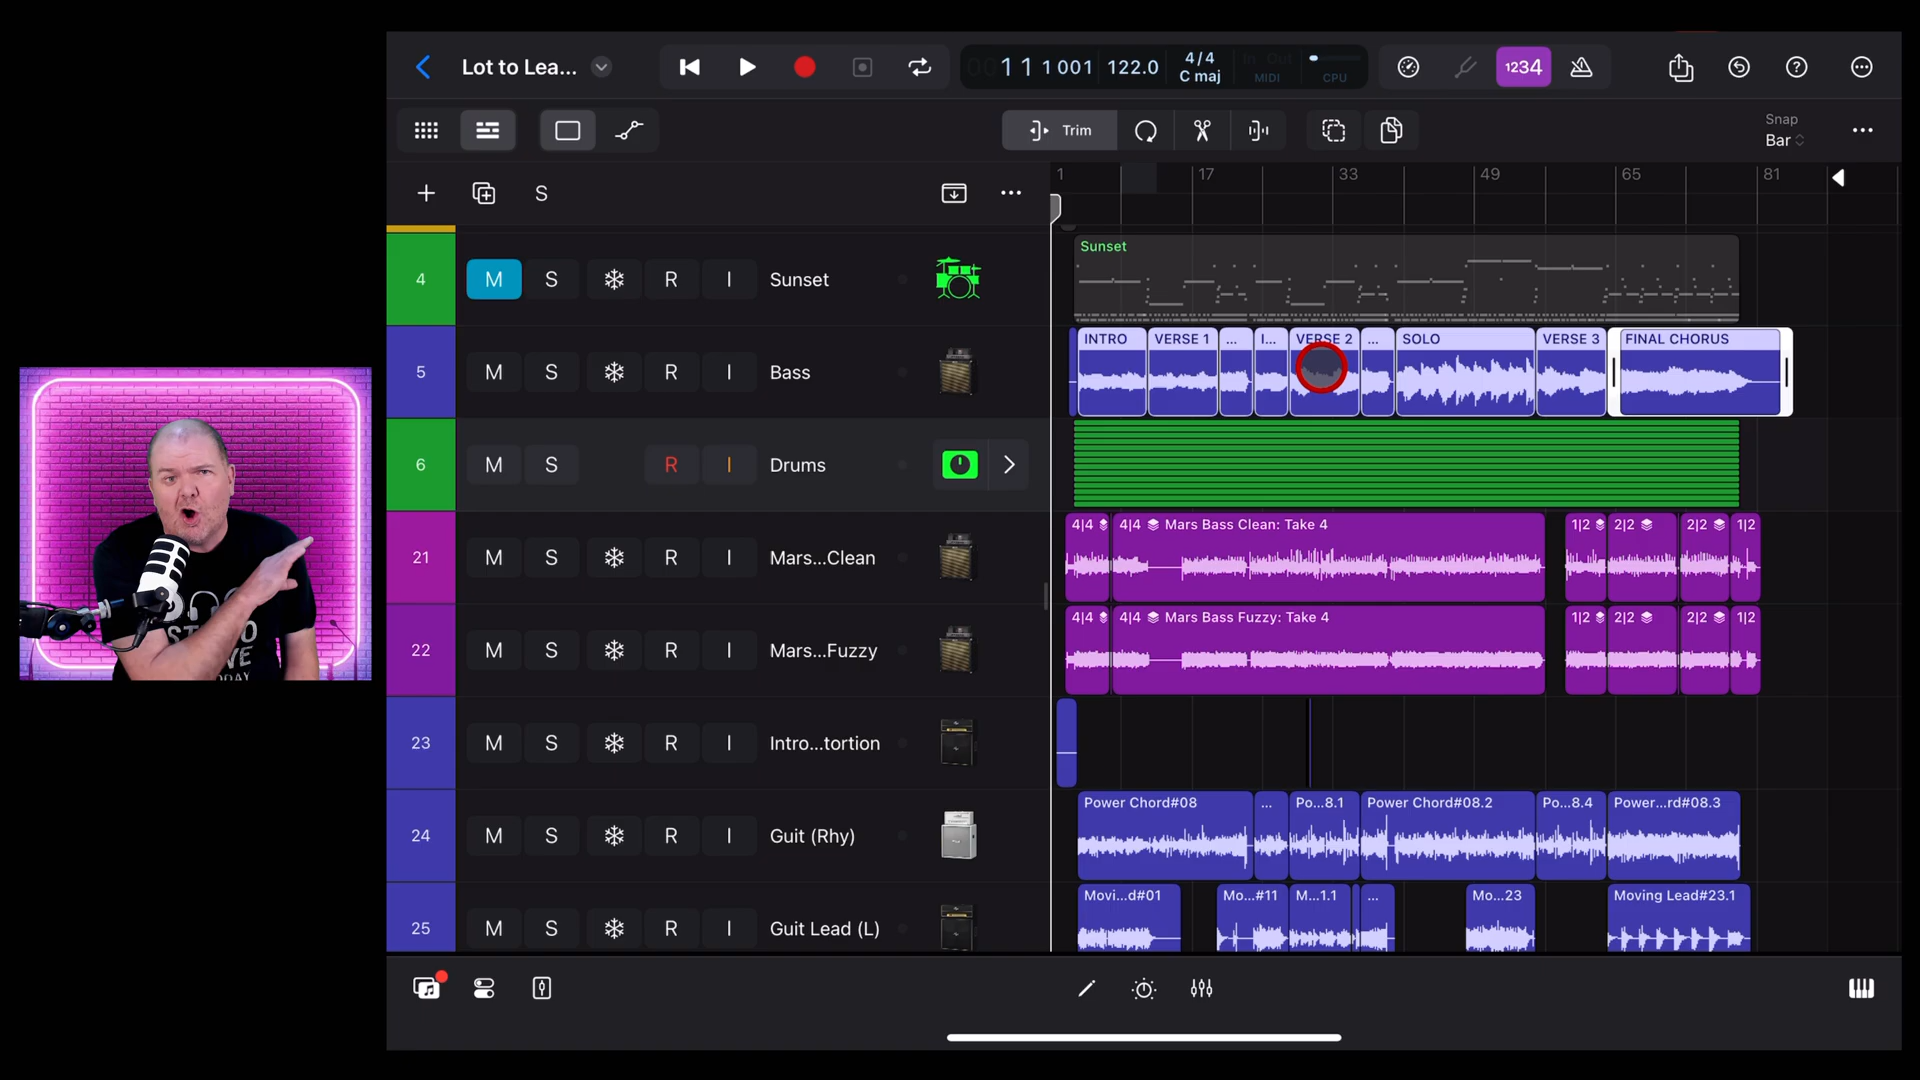 Lot to Lea...
1 1 1 001
122.0
4/4
C maj
In Out
MIDI
CPU
1234
Trim
Snap
Bar
S
1
17
33
49
65
81
4
M
S
R
I
Sunset
Sunset
5
M
S
R
I
Bass
INTRO
VERSE 1
...
I...
VERSE 2
...
SOLO
VERSE 3
FINAL CHORUS
6
M
S
R
I
Drums
21
M
S
R
I
Mars...Clean
4|4
4|4 Mars Bass Clean: Take 4
1|2
2|2
2|2
1|2
22
M
S
R
I
Mars...Fuzzy
4|4
4|4 Mars Bass Fuzzy: Take 4
1|2
2|2
2|2
1|2
23
M
S
R
I
Intro...tortion
24
M
S
R
I
Guit (Rhy)
Power Chord#08
...
Po...8.1
Power Chord#08.2
Po...8.4
Power...rd#08.3
25
M
S
R
I
Guit Lead (L)
Movi...d#01
Mo...#11
M...1.1
...
Mo...23
Moving Lead#23.1